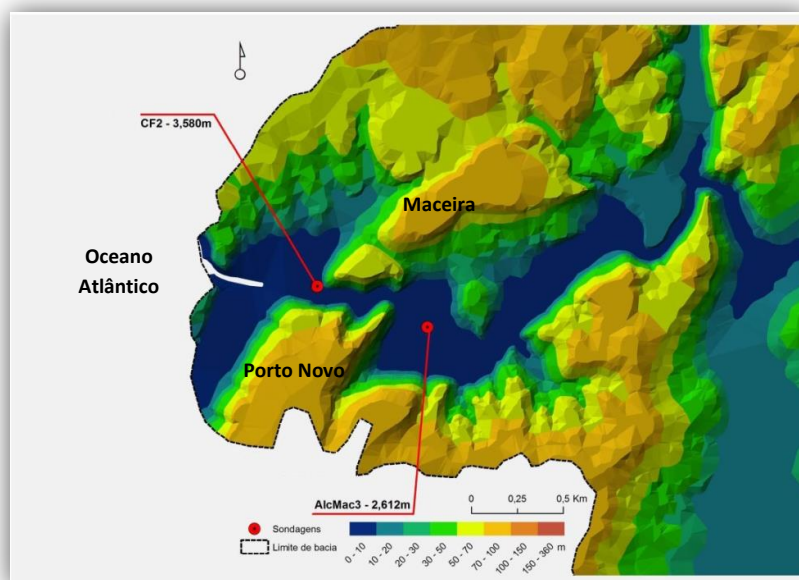 CF2 - 3,580m
Maceira
Oceano
Atlântico
Porto Novo
AlcMac3 - 2,612m
0 0,25 0,5 Km
Sondagens
Limite de bacia
0 - 10 10 - 20 20 - 30 30 - 50 50 - 70 70 - 100 100 - 150 150 - 360 m